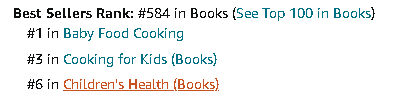 Best Sellers Rank: #584 in Books (See Top 100 in Books)
#1 in Baby Food Cooking
#3 in Cooking for Kids (Books)
#6 in Children's Health (Books)